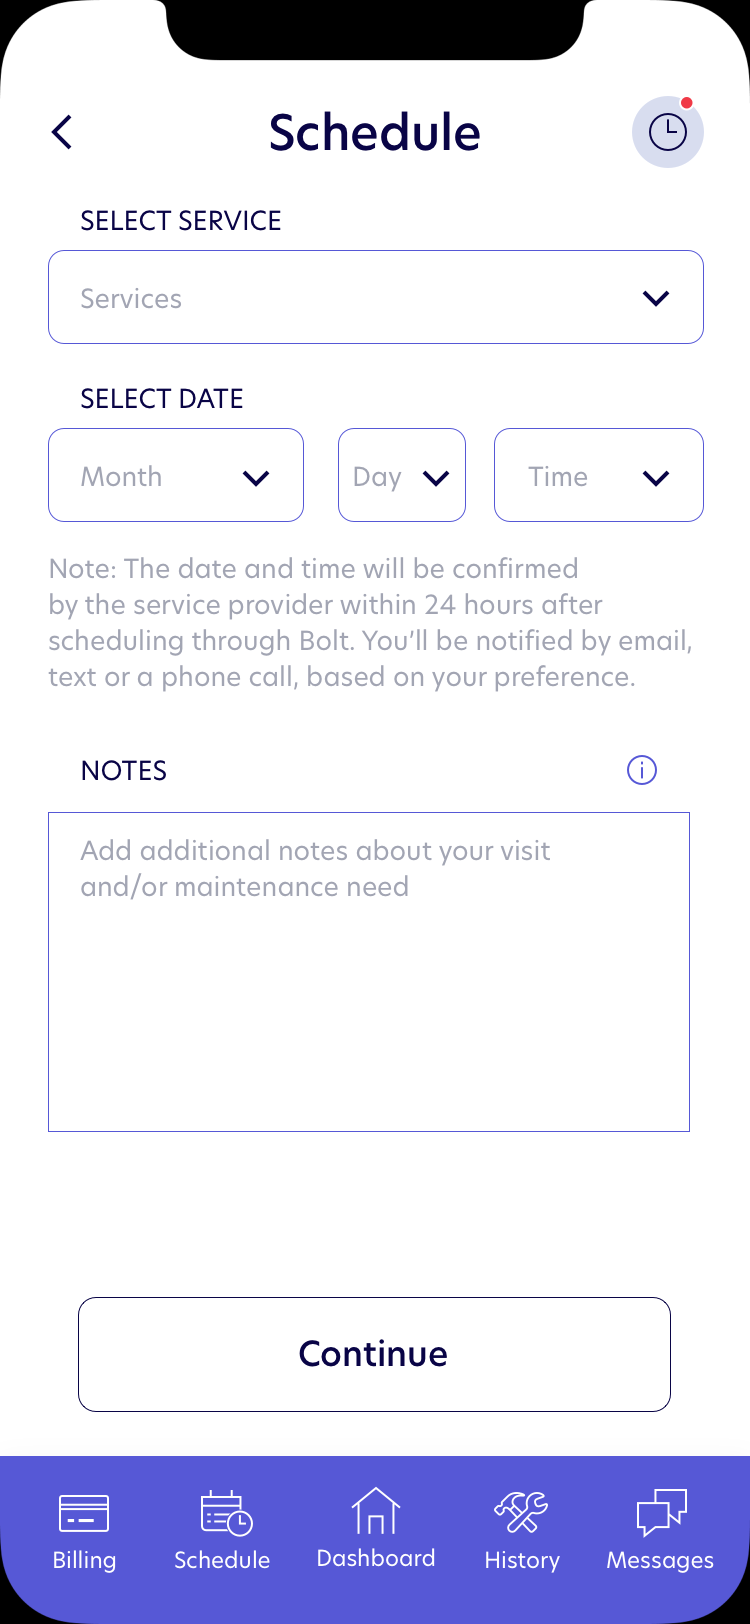 Schedule
SELECT SERVICE
Services
SELECT DATE
Month
Day
Time
Note: The date and time will be confirmed
by the service provider within 24 hours after
scheduling through Bolt. You’ll be notified by email,
text or a phone call, based on your preference.
NOTES
Add additional notes about your visit
and/or maintenance need
Continue
Billing
Schedule
Dashboard
History
Messages